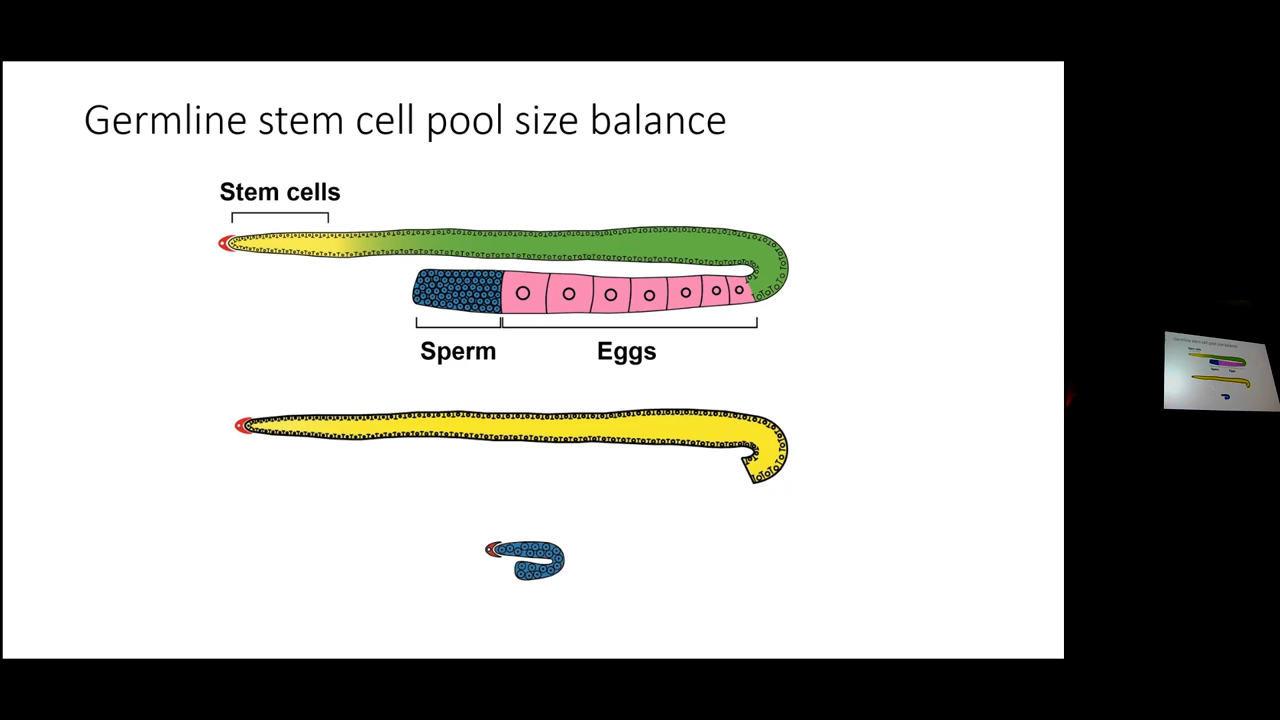 Germline stem cell pool size balance
Stem cells
Sperm
Eggs